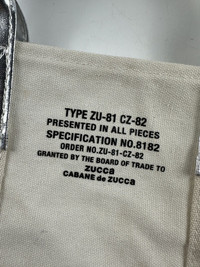 TYPE ZU-81 CZ-82
PRESENTED IN ALL PIECES
SPECIFICATION NO.8182
ORDER NO.ZU-81-CZ-82
GRANTED BY THE BOARD OF TRADE TO
zucca
CABANE de zucca